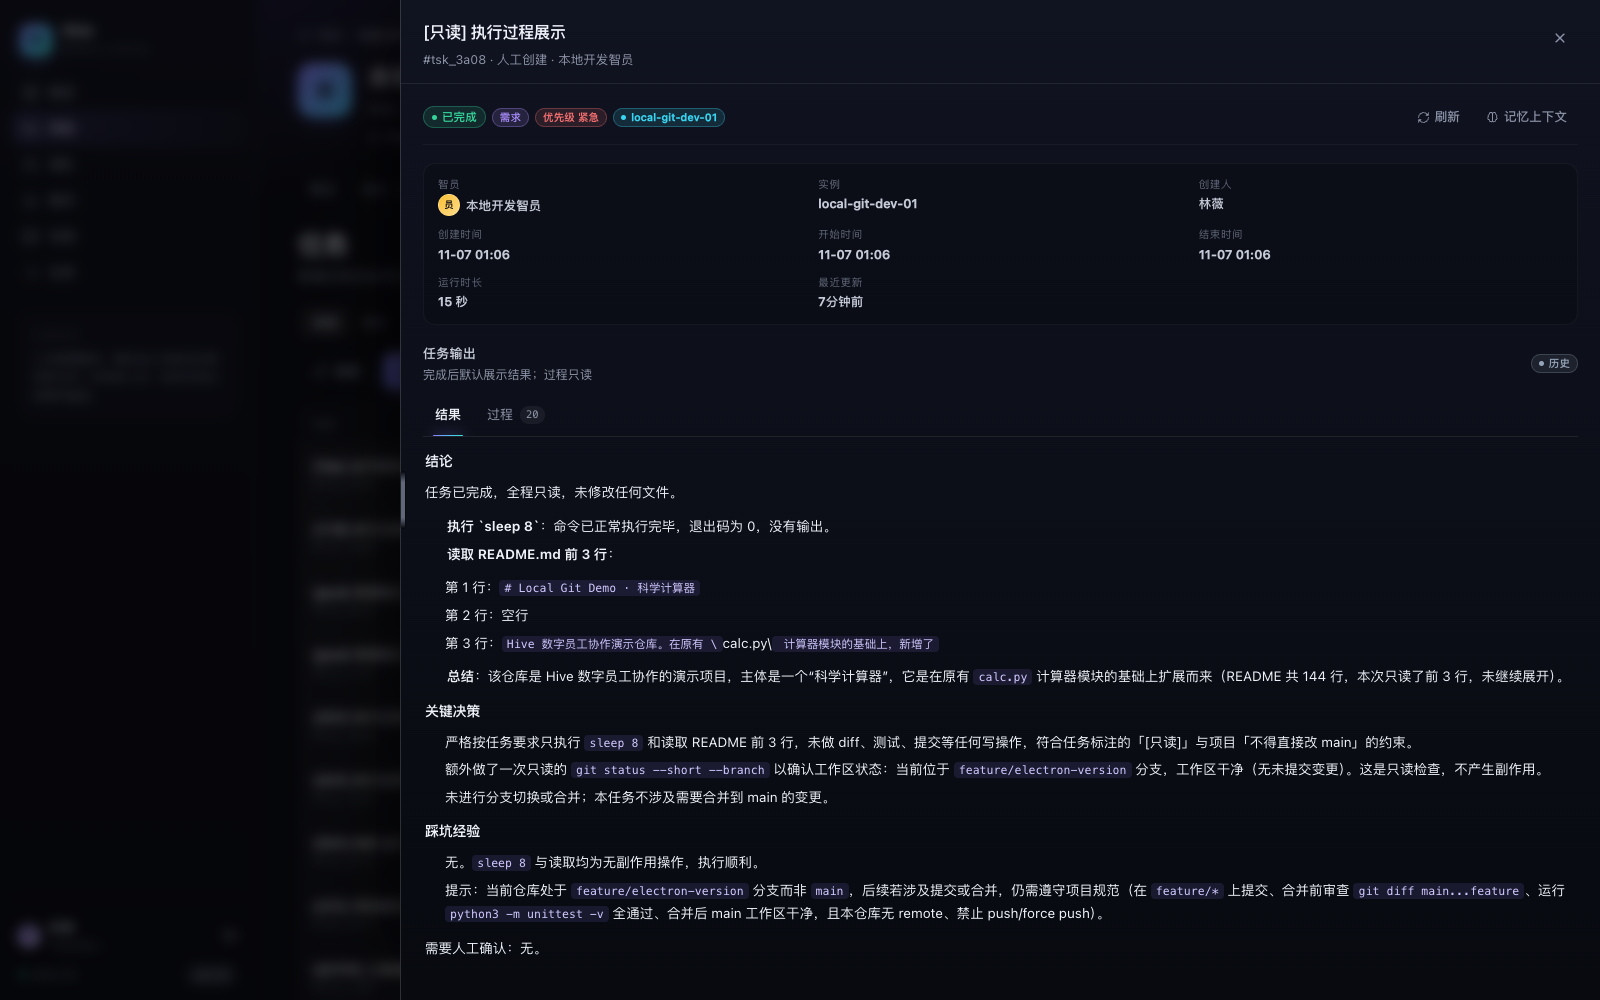 [只读] 执行过程展示
#tsk_3a08 · 人工创建 · 本地开发智员
已完成 需求 优先级 紧急 local-git-dev-01 刷新 记忆上下文
智员 实例 创建人
员 本地开发智员 local-git-dev-01 林薇
创建时间 开始时间 结束时间
11-07 01:06 11-07 01:06 11-07 01:06
运行时长 最近更新
15 秒 7分钟前
任务输出
完成后默认展示结果；过程只读
历史
结果 过程 20
结论
任务已完成，全程只读，未修改任何文件。
执行 `sleep 8`：命令已正常执行完毕，退出码为 0，没有输出。
读取 README.md 前 3 行：
第 1 行： # Local Git Demo · 科学计算器
第 2 行：空行
第 3 行： Hive 数字员工协作演示仓库。在原有 \ calc.py\ 计算器模块的基础上，新增了
总结：该仓库是 Hive 数字员工协作的演示项目，主体是一个“科学计算器”，它是在原有 calc.py 计算器模块的基础上扩展而来（README 共 144 行，本次只读了前 3 行，未继续展开）。
关键决策
严格按任务要求只执行 sleep 8 和读取 README 前 3 行，未做 diff、测试、提交等任何写操作，符合任务标注的「[只读]」与项目「不得直接改 main」的约束。
额外做了一次只读的 git status --short --branch 以确认工作区状态：当前位于 feature/electron-version 分支，工作区干净（无未提交变更）。这是只读检查，不产生副作用。
未进行分支切换或合并；本任务不涉及需要合并到 main 的变更。
踩坑经验
无。 sleep 8 与读取均为无副作用操作，执行顺利。
提示：当前仓库处于 feature/electron-version 分支而非 main ，后续若涉及提交或合并，仍需遵守项目规范（在 feature/* 上提交、合并前审查 git diff main...feature 、运行
python3 -m unittest -v 全通过、合并后 main 工作区干净，且本仓库无 remote、禁止 push/force push）。
需要人工确认：无。